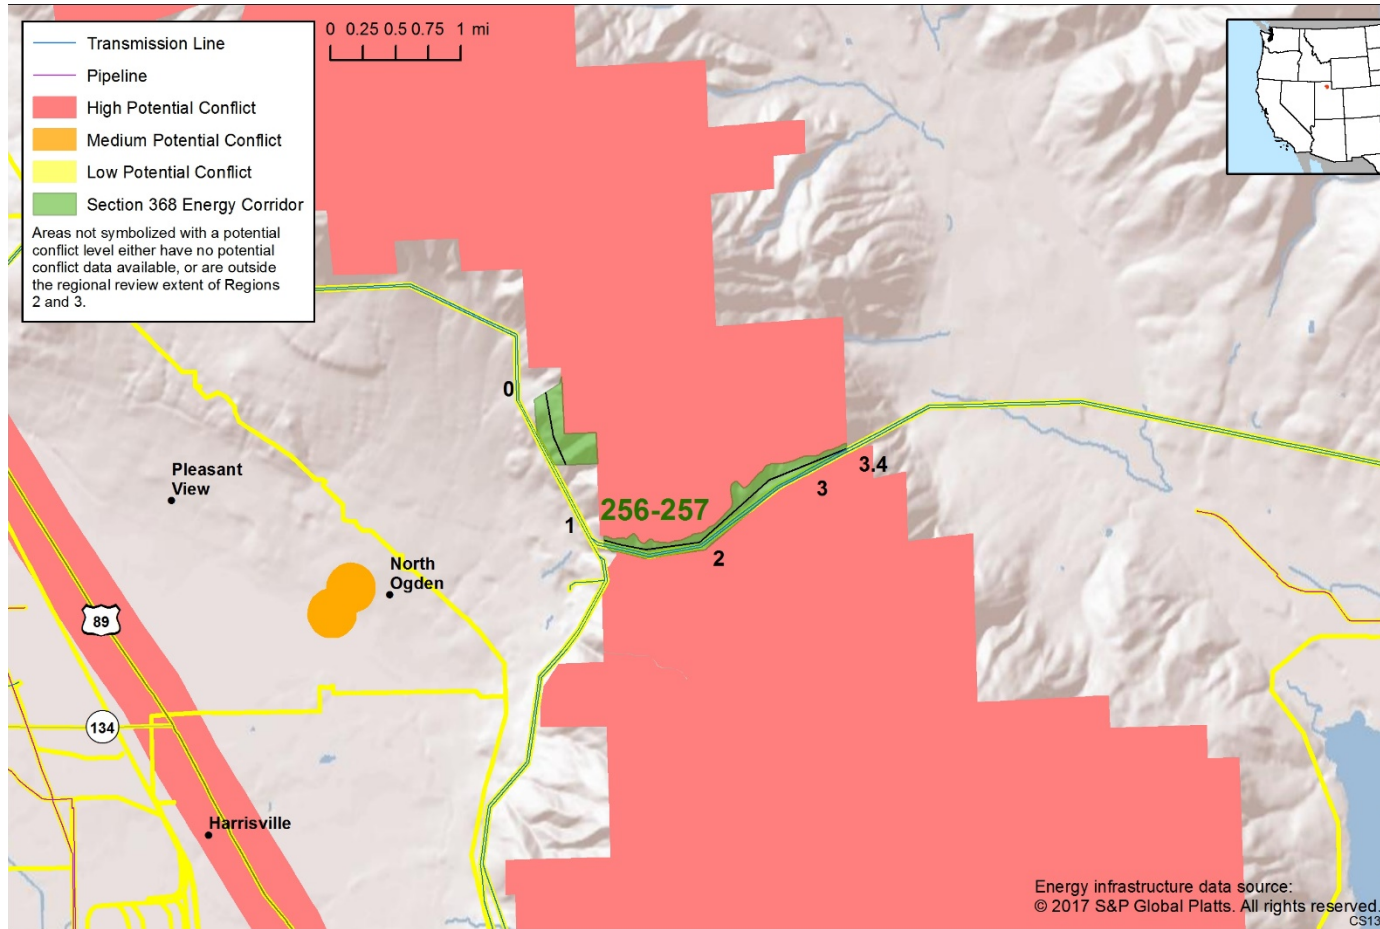 Transmission Line
Pipeline
High Potential Conflict
Medium Potential Conflict
Low Potential Conflict
Section 368 Energy Corridor
Areas not symbolized with a potential
conflict level either have no potential
conflict data available, or are outside
the regional review extent of Regions
2 and 3.
0 0.25 0.5 0.75 1 mi
0
Pleasant
View
3.4
3
256-257
1
2
North
Ogden
89
134
Harrisville
Energy infrastructure data source:
© 2017 S&P Global Platts. All rights reserved.
CS13